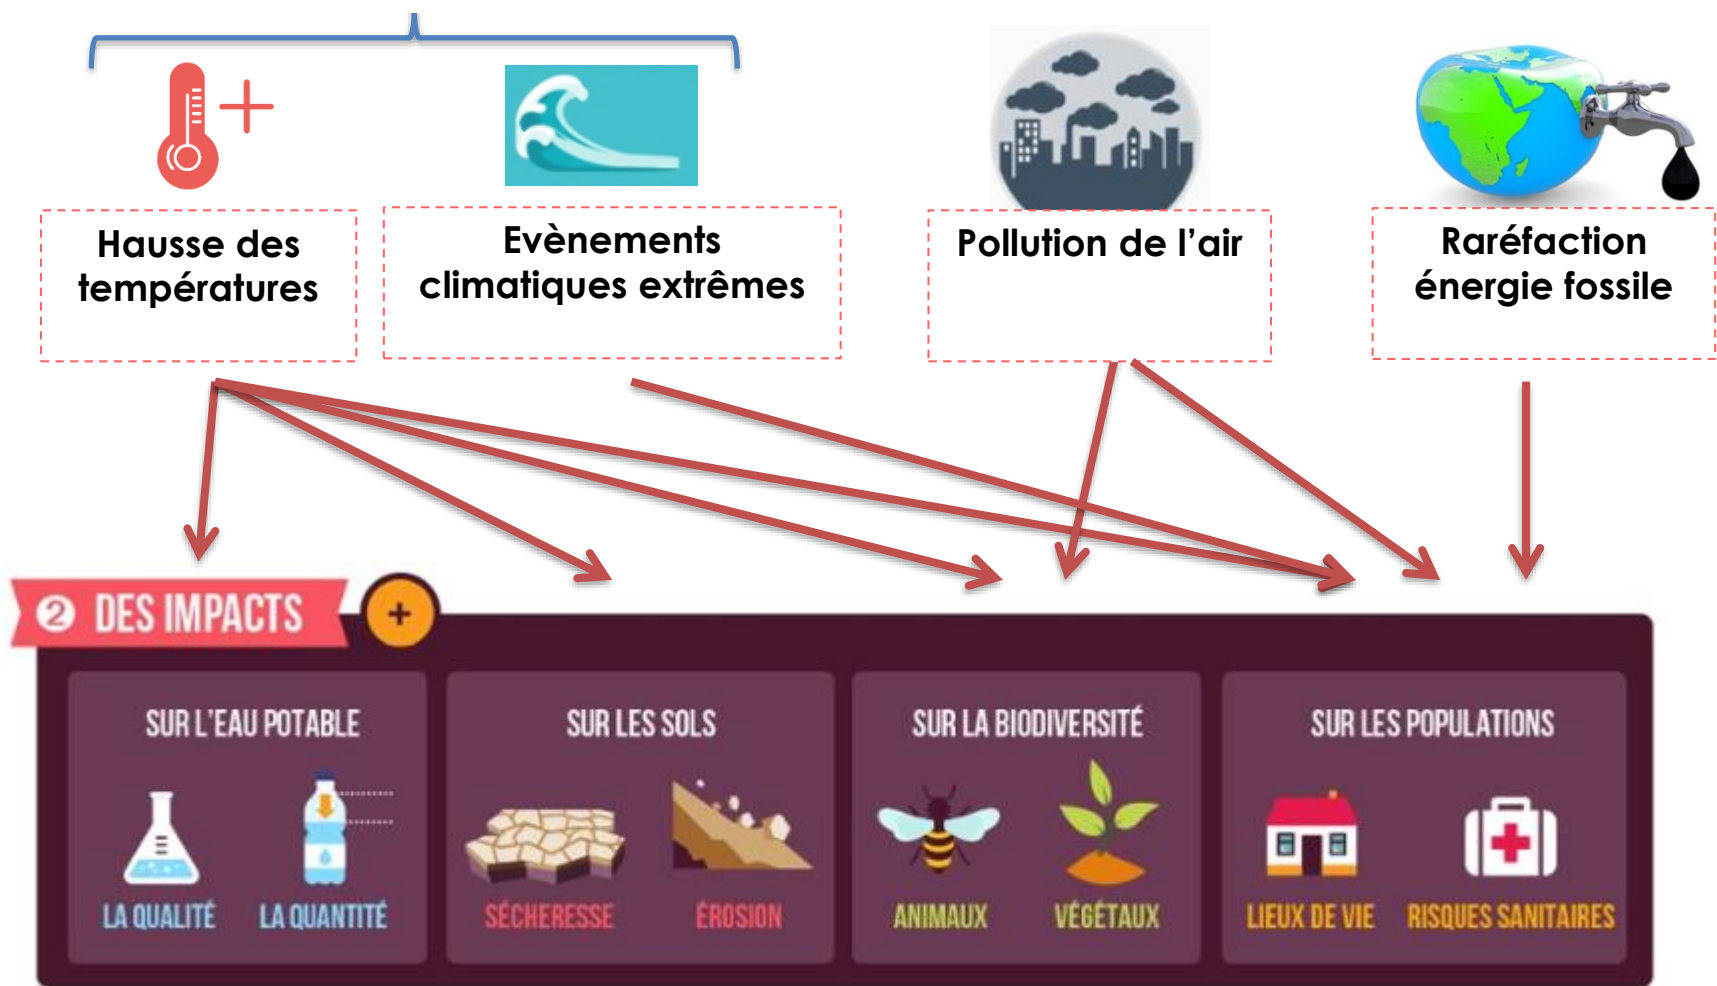 Hausse des
températures
Evènements
climatiques extrêmes
Pollution de l'air
Raréfaction
énergie fossile
2 DES IMPACTS +
SUR L'EAU POTABLE
LA QUALITÉ
LA QUANTITÉ
SUR LES SOLS
SÉCHERESSE
ÉROSION
SUR LA BIODIVERSITÉ
ANIMAUX
VÉGÉTAUX
SUR LES POPULATIONS
LIEUX DE VIE
RISQUES SANITAIRES